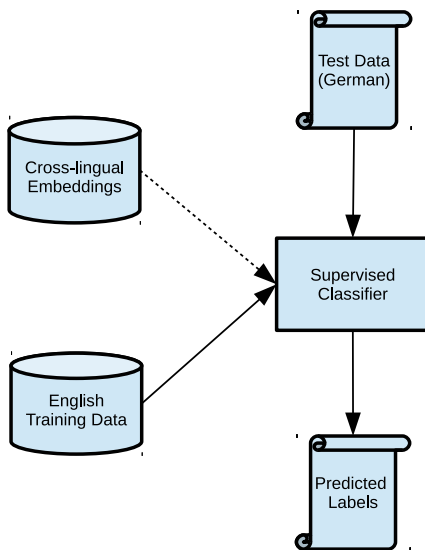 Test Data
(German)
Cross-lingual
Embeddings
Supervised
Classifier
English
Training Data
Predicted
Labels